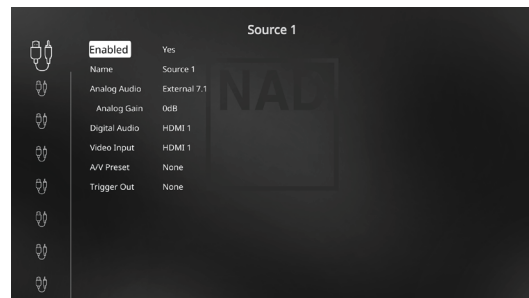 Source 1
Enabled Yes
Name Source 1
Analog Audio External 7.1
Analog Gain 0dB
Digital Audio HDMI 1
Video Input HDMI 1
A/V Preset None
Trigger Out None
NAD